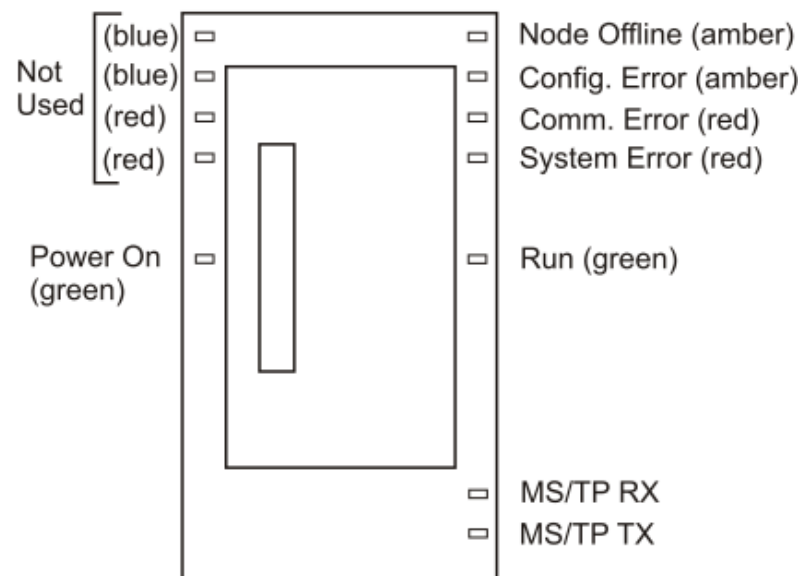 (blue)
(blue)
Not
Used
(red)
(red)
Power On
(green)
Node Offline (amber)
Config. Error (amber)
Comm. Error (red)
System Error (red)
Run (green)
MS/TP RX
MS/TP TX